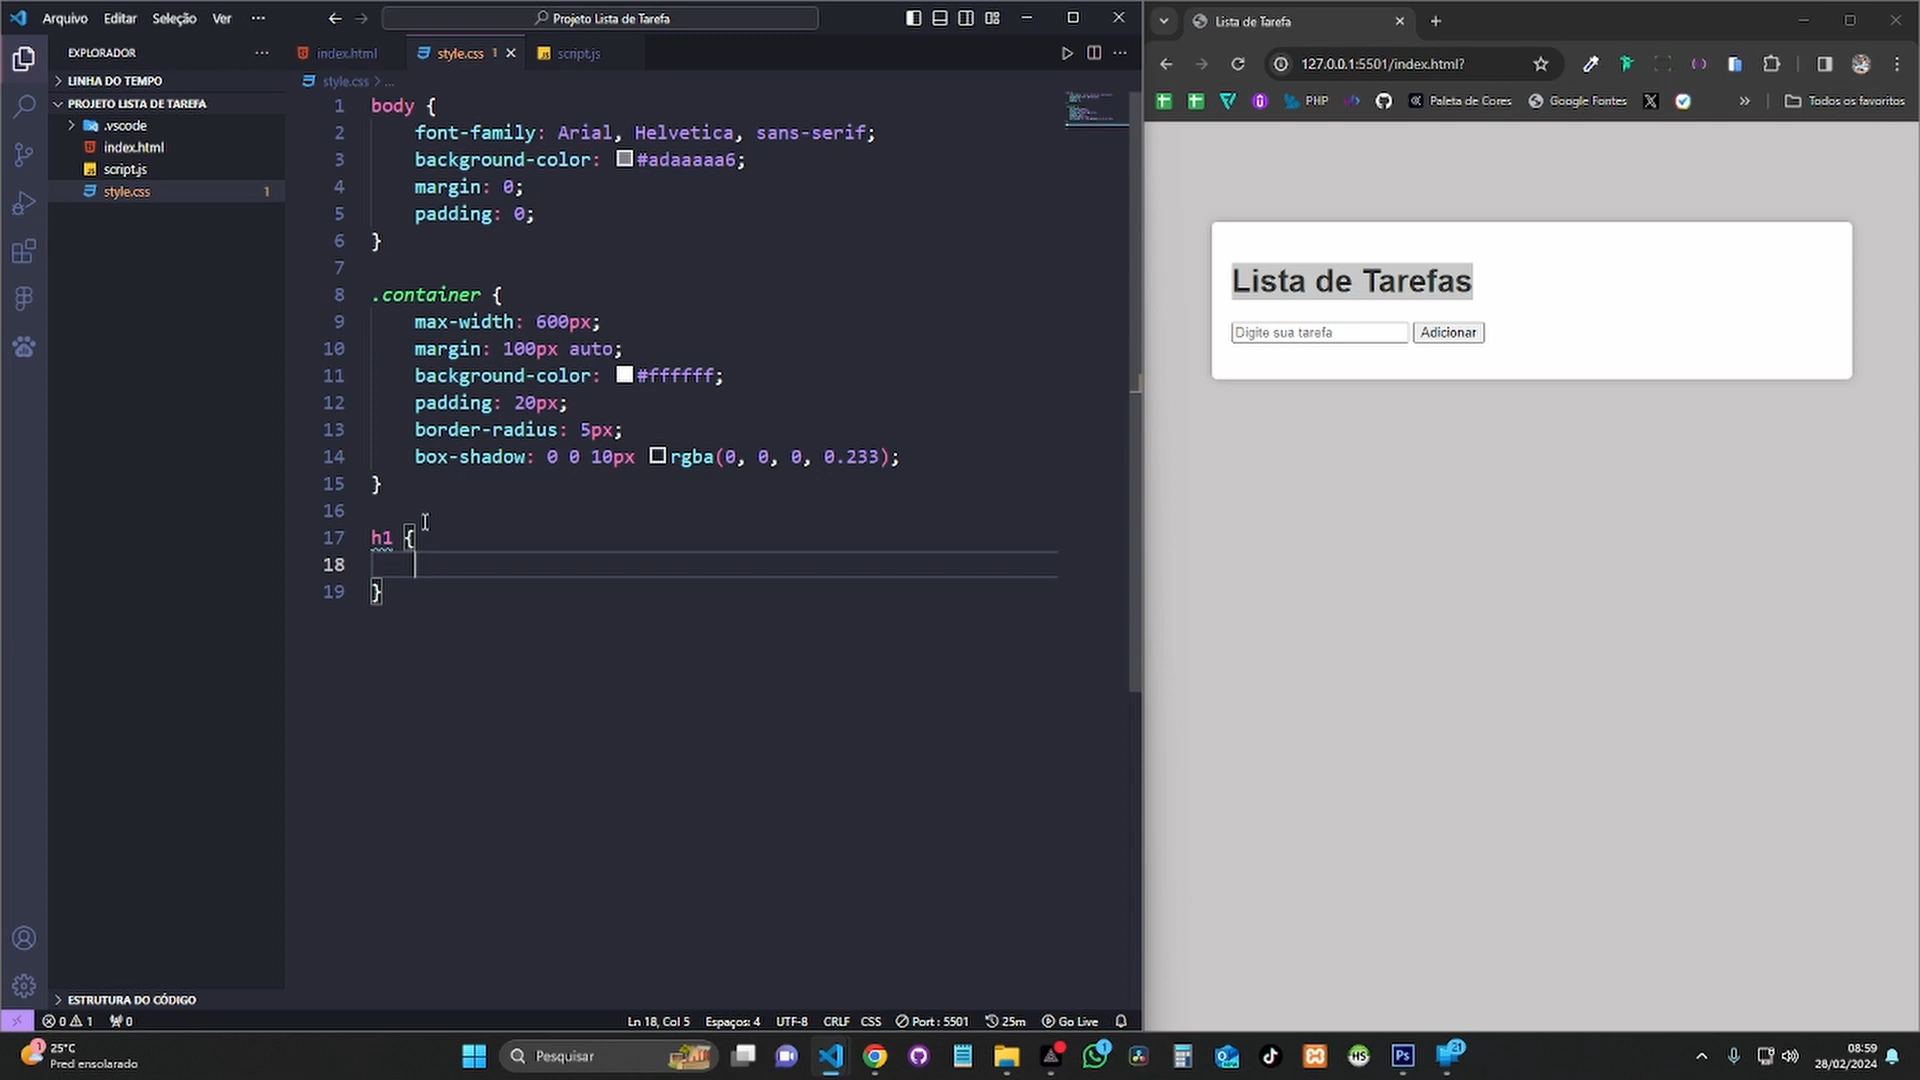 Arquivo Editar Seleção Ver ···
Projeto Lista de Tarefa
EXPLORADOR
LINHA DO TEMPO
PROJETO LISTA DE TAREFA
.vscode
index.html
script.js
style.css 1
ESTRUTURA DO CÓDIGO
index.html style.css 1 script.js
style.css > ...
1 body {
2 font-family: Arial, Helvetica, sans-serif;
3 background-color: #adaaaaa6;
4 margin: 0;
5 padding: 0;
6 }
7
8 .container {
9 max-width: 600px;
10 margin: 100px auto;
11 background-color: #ffffff;
12 padding: 20px;
13 border-radius: 5px;
14 box-shadow: 0 0 10px rgba(0, 0, 0, 0.233);
15 }
16
17 h1 {
18
19 }
0 1 0
Ln 18, Col 5 Espaços: 4 UTF-8 CRLF CSS Port : 5501 25m Go Live
Lista de Tarefa
127.0.0.1:5501/index.html?
PHP Paleta de Cores Google Fontes Todos os favoritos
Lista de Tarefas
Digite sua tarefa Adicionar
1 25°C
Pred ensolarado
Pesquisar
1
HS
Ps
21
08:59
28/02/2024